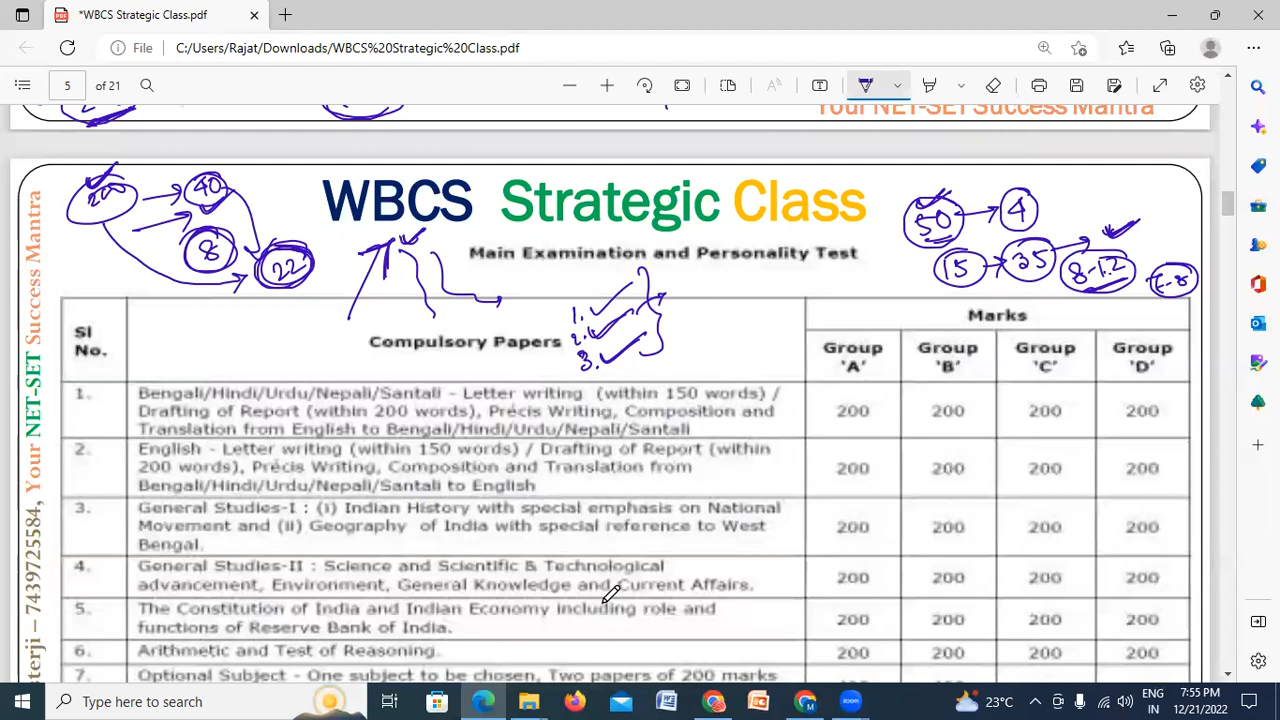 *WBCS Strategic Class.pdf
File C:/Users/Rajat/Downloads/WBCS%20Strategic%20Class.pdf
5 of 21
Your NET-SET Success Mantra
200 40 8 22
WBCS Strategic Class
50 4
15 35 8-1.2
Main Examination and Personality Test
1.
2.
3.
Sl No.
Compulsory Papers
Marks
Group 'A' Group 'B' Group 'C' Group 'D'
1. Bengali/Hindi/Urdu/Nepali/Santali - Letter writing (within 150 words) /
Drafting of Report (within 200 words), Précis Writing, Composition and
Translation from English to Bengali/Hindi/Urdu/Nepali/Santali
200 200 200 200
2. English - Letter writing (within 150 words) / Drafting of Report (within
200 words), Précis Writing, Composition and Translation from
Bengali/Hindi/Urdu/Nepali/Santali to English
200 200 200 200
3. General Studies-I : (i) Indian History with special emphasis on National
Movement and (ii) Geography of India with special reference to West
Bengal.
200 200 200 200
4. General Studies-II : Science and Scientific & Technological
advancement, Environment, General Knowledge and Current Affairs.
200 200 200 200
5. The Constitution of India and Indian Economy including role and
functions of Reserve Bank of India.
200 200 200 200
6. Arithmetic and Test of Reasoning.
200 200 200 200
7. Optional Subject - One subject to be chosen, Two papers of 200 marks
eterji – 7439725584, Your NET-SET Success Mantra
Type here to search
23°C
ENG
IN
7:55 PM
12/21/2022